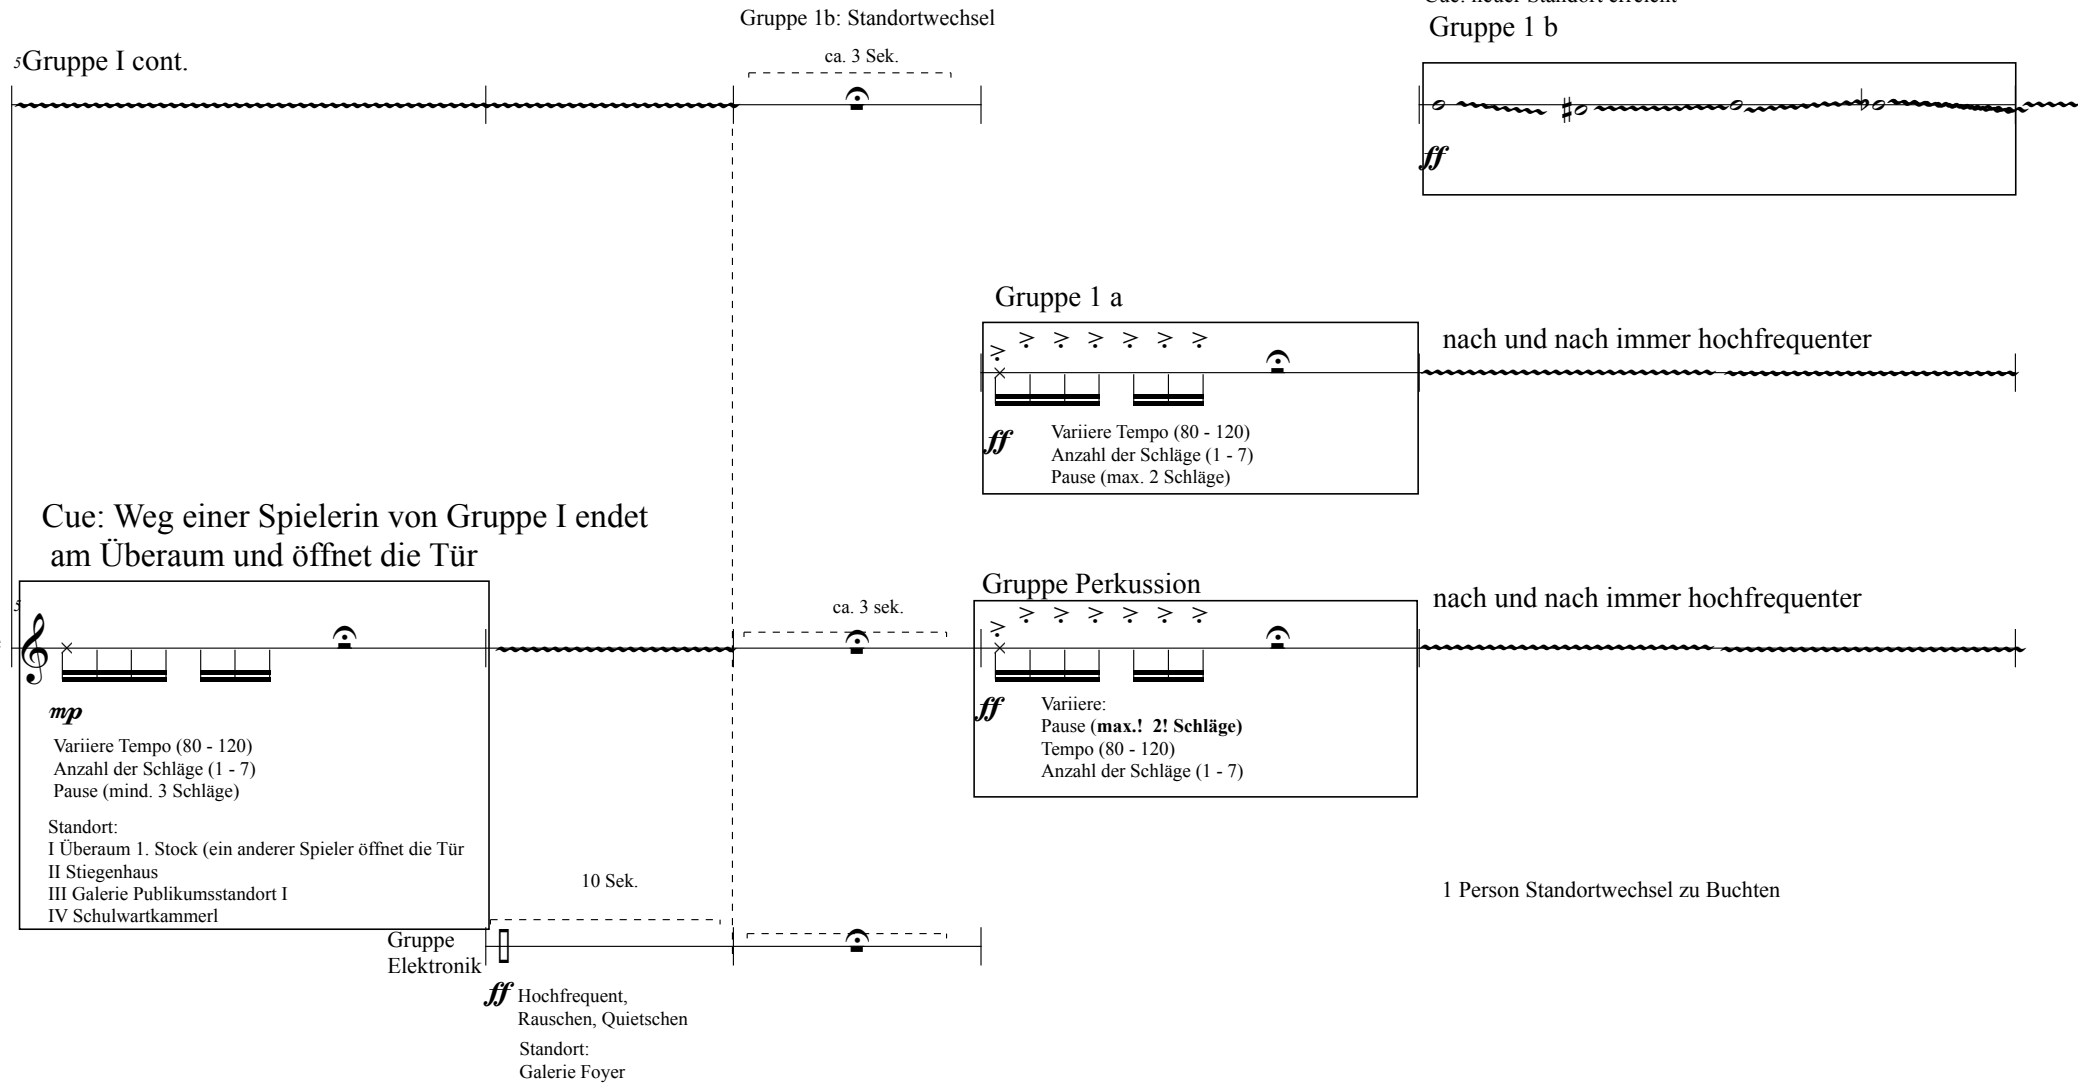 Gruppe 1b: Standortwechsel
Cue: neuer Standort erreicht
Gruppe 1 b
5
Gruppe I cont.
ca. 3 Sek.
ff
Gruppe 1 a
nach und nach immer hochfrequenter
ff
Variiere Tempo (80 - 120)
Anzahl der Schläge (1 - 7)
Pause (max. 2 Schläge)
Cue: Weg einer Spielerin von Gruppe I endet
am Überaum und öffnet die Tür
5
mp
Variiere Tempo (80 - 120)
Anzahl der Schläge (1 - 7)
Pause (mind. 3 Schläge)
Standort:
I Überaum 1. Stock (ein anderer Spieler öffnet die Tür
II Stiegenhaus
III Galerie Publikumsstandort I
IV Schulwartkammerl
ca. 3 sek.
Gruppe Perkussion
nach und nach immer hochfrequenter
ff
Variiere:
Pause (max.! 2! Schläge)
Tempo (80 - 120)
Anzahl der Schläge (1 - 7)
10 Sek.
1 Person Standortwechsel zu Buchten
Gruppe
Elektronik
ff
Hochfrequent,
Rauschen, Quietschen
Standort:
Galerie Foyer